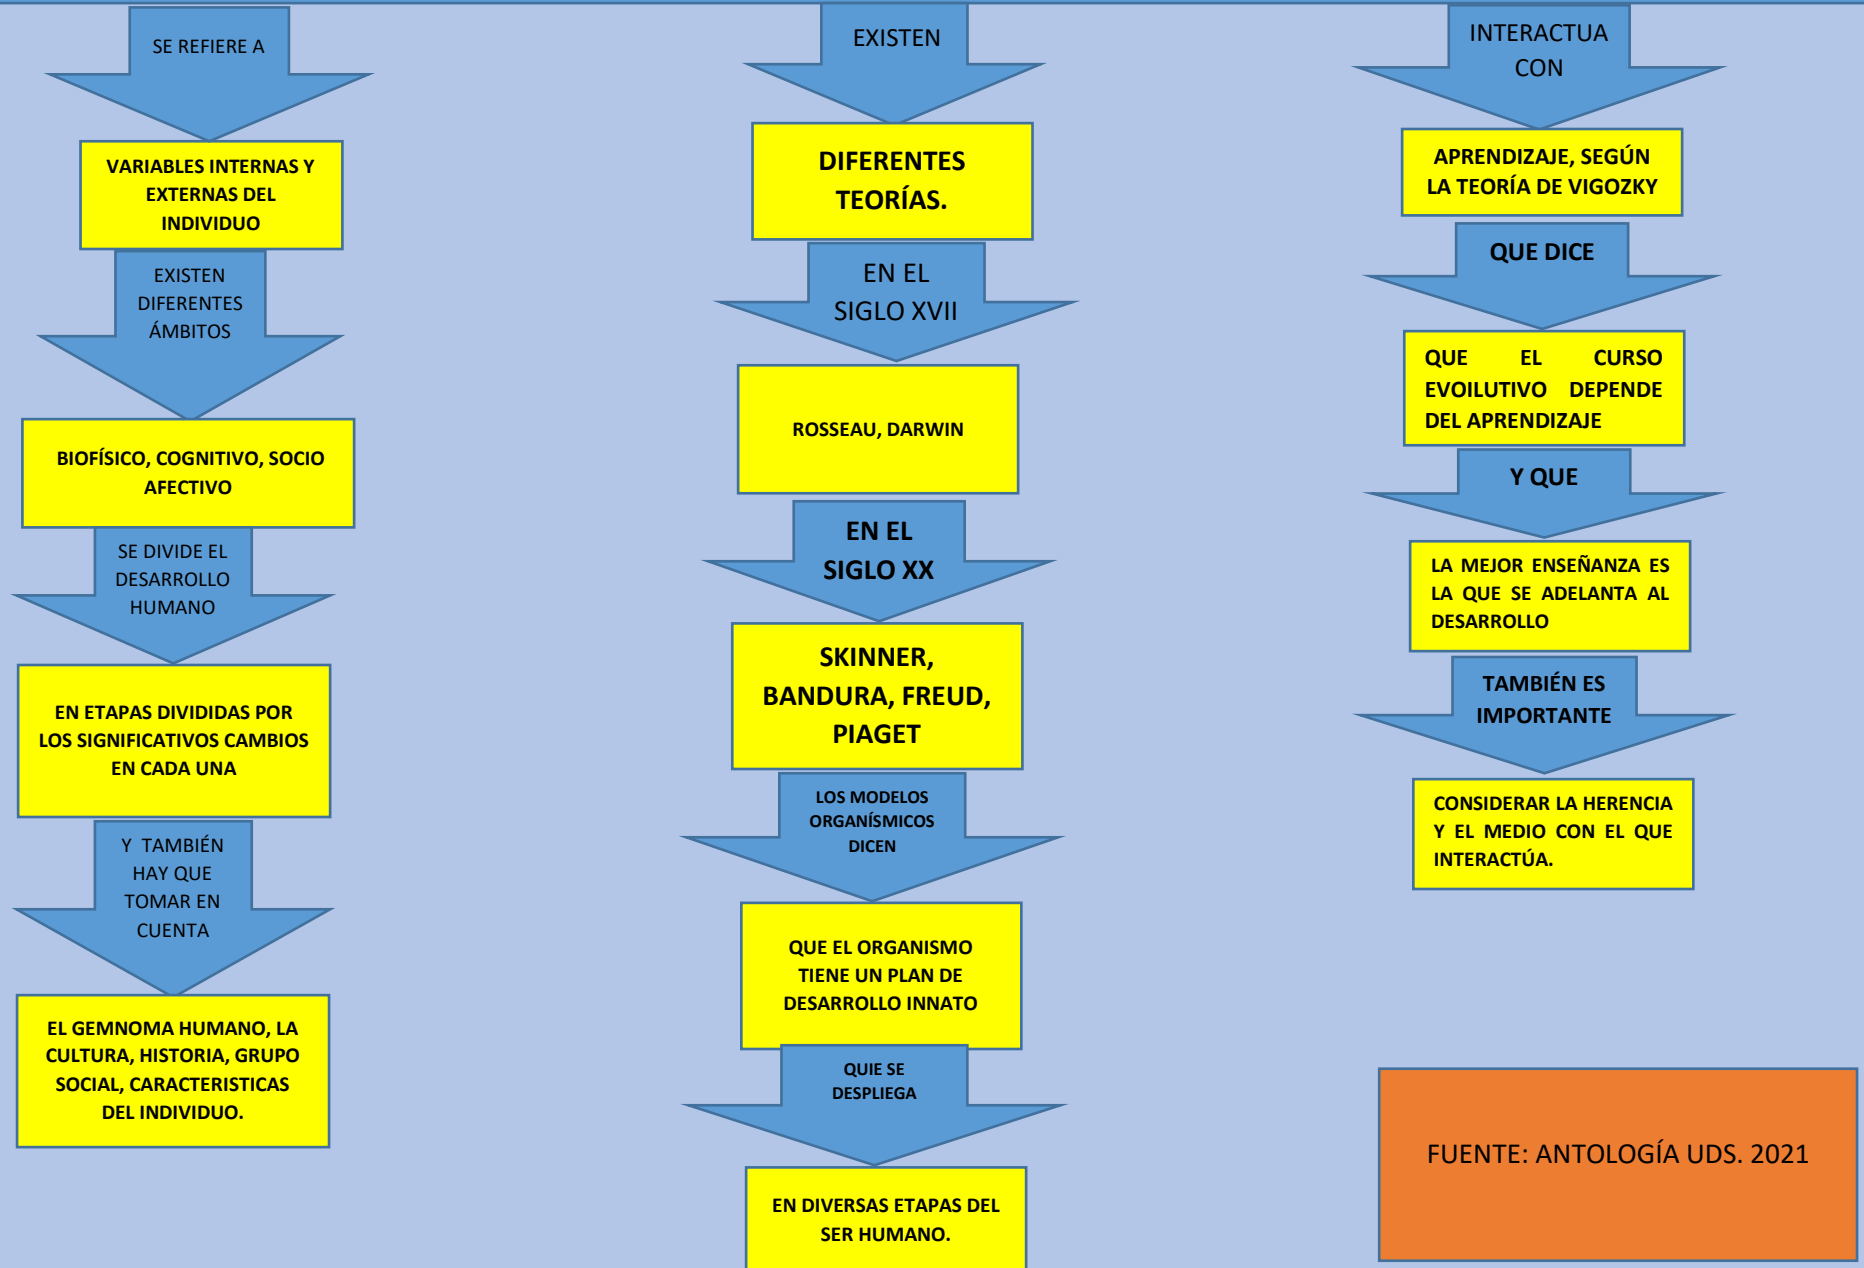 SE REFIERE A
VARIABLES INTERNAS Y
EXTERNAS DEL
INDIVIDUO
EXISTEN
DIFERENTES
ÁMBITOS
BIOFÍSICO, COGNITIVO, SOCIO
AFECTIVO
SE DIVIDE EL
DESARROLLO
HUMANO
EN ETAPAS DIVIDIDAS POR
LOS SIGNIFICATIVOS CAMBIOS
EN CADA UNA
Y TAMBIÉN
HAY QUE
TOMAR EN
CUENTA
EL GEMNOMA HUMANO, LA
CULTURA, HISTORIA, GRUPO
SOCIAL, CARACTERISTICAS
DEL INDIVIDUO.
EXISTEN
DIFERENTES
TEORÍAS.
EN EL
SIGLO XVII
ROSSEAU, DARWIN
EN EL
SIGLO XX
SKINNER,
BANDURA, FREUD,
PIAGET
LOS MODELOS
ORGANÍSMICOS
DICEN
QUE EL ORGANISMO
TIENE UN PLAN DE
DESARROLLO INNATO
QUIE SE
DESPLIEGA
EN DIVERSAS ETAPAS DEL
SER HUMANO.
INTERACTUA
CON
APRENDIZAJE, SEGÚN
LA TEORÍA DE VIGOZKY
QUE DICE
QUE EL CURSO
EVOILUTIVO DEPENDE
DEL APRENDIZAJE
Y QUE
LA MEJOR ENSEÑANZA ES
LA QUE SE ADELANTA AL
DESARROLLO
TAMBIÉN ES
IMPORTANTE
CONSIDERAR LA HERENCIA
Y EL MEDIO CON EL QUE
INTERACTÚA.
FUENTE: ANTOLOGÍA UDS. 2021